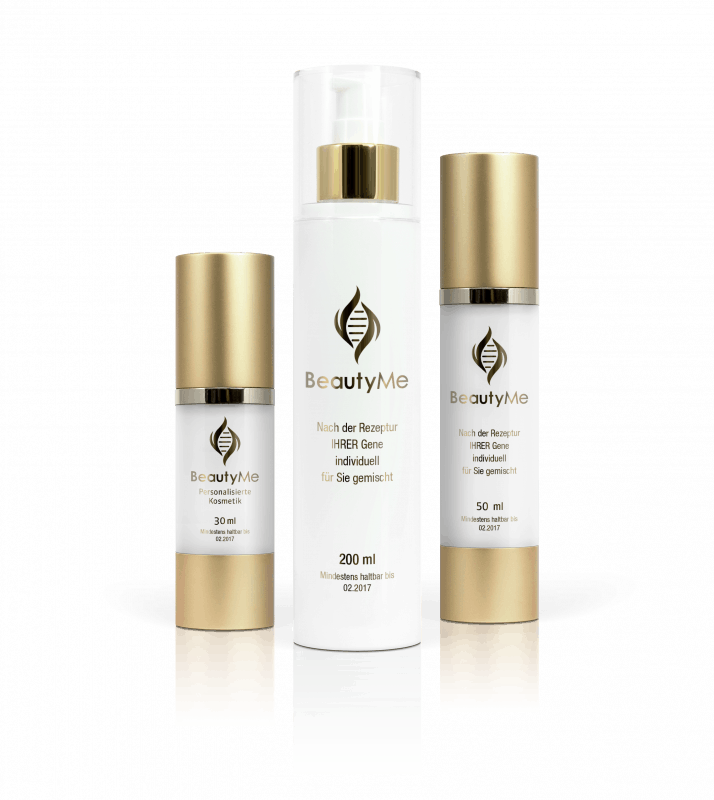 BeautyMe
Personalisierte
Kosmetik
30 ml
Mindestens haltbar bis
02.2017
BeautyMe
Nach der Rezeptur
IHRER Gene
individuell
für Sie gemischt
200 ml
Mindestens haltbar bis
02.2017
BeautyMe
Nach der Rezeptur
IHRER Gene
individuell
für Sie gemischt
50 ml
Mindestens haltbar bis
02.2017